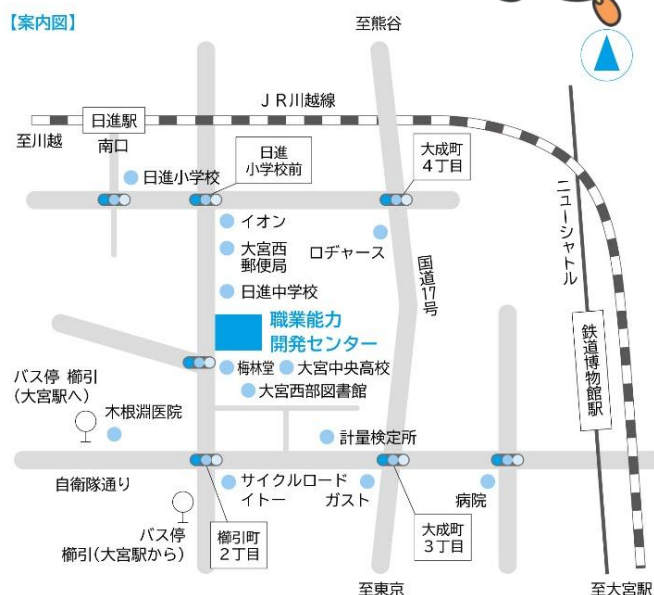 【案内図】
至熊谷
JR川越線
日進駅
至川越
南口
日進
小学校前
大成町
4丁目
日進小学校
イオン
大宮西
郵便局
ロヂャース
日進中学校
国道17号
ニューシャトル
職業能力
開発センター
鉄道博物館駅
梅林堂
大宮中央高校
大宮西部図書館
バス停 櫛引
(大宮駅へ)
木根淵医院
計量検定所
自衛隊通り
サイクルロード
イトー
ガスト
病院
バス停
櫛引(大宮駅から)
櫛引町
2丁目
大成町
3丁目
至東京
至大宮駅